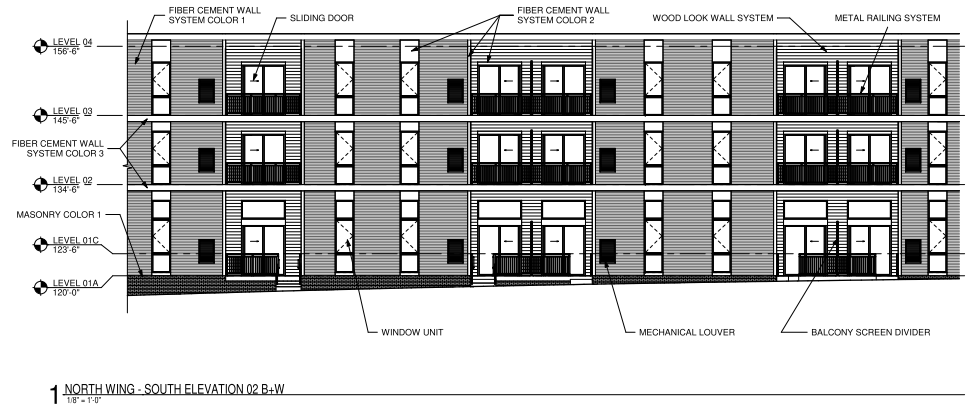 FIBER CEMENT WALL
SYSTEM COLOR 1
SLIDING DOOR
FIBER CEMENT WALL
SYSTEM COLOR 2
WOOD LOOK WALL SYSTEM
METAL RAILING SYSTEM
LEVEL 04
156'-6"
LEVEL 03
145'-6"
FIBER CEMENT WALL
SYSTEM COLOR 3
LEVEL 02
134'-6"
MASONRY COLOR 1
LEVEL 01C
123'-6"
LEVEL 01A
120'-0"
WINDOW UNIT
MECHANICAL LOUVER
BALCONY SCREEN DIVIDER
1 NORTH WING - SOUTH ELEVATION 02 B+W
1/8" = 1'-0"